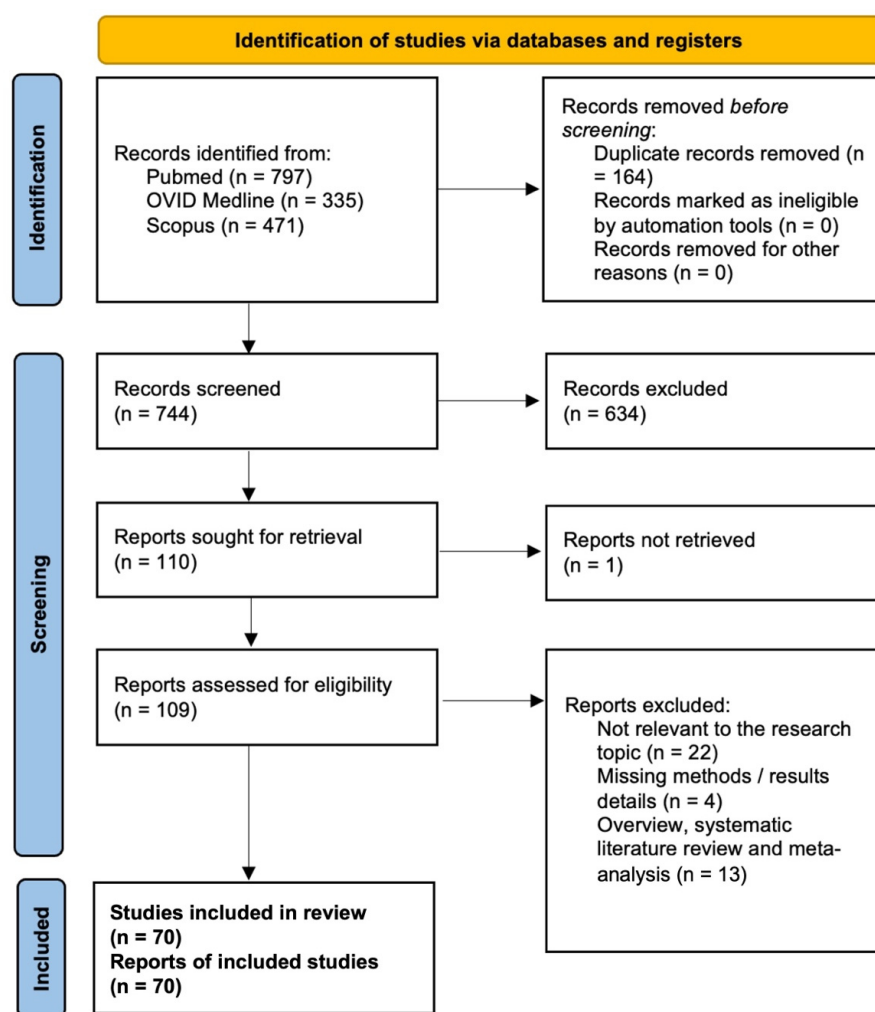 Identification of studies via databases and registers
Identification
Records identified from:
Pubmed (n = 797)
OVID Medline (n = 335)
Scopus (n = 471)
Records removed before
screening:
Duplicate records removed (n
= 164)
Records marked as ineligible
by automation tools (n = 0)
Records removed for other
reasons (n = 0)
Screening
Records screened
(n = 744)
Records excluded
(n = 634)
Reports sought for retrieval
(n = 110)
Reports not retrieved
(n = 1)
Reports assessed for eligibility
(n = 109)
Reports excluded:
Not relevant to the research
topic (n = 22)
Missing methods / results
details (n = 4)
Overview, systematic
literature review and meta-
analysis (n = 13)
Included
Studies included in review
(n = 70)
Reports of included studies
(n = 70)